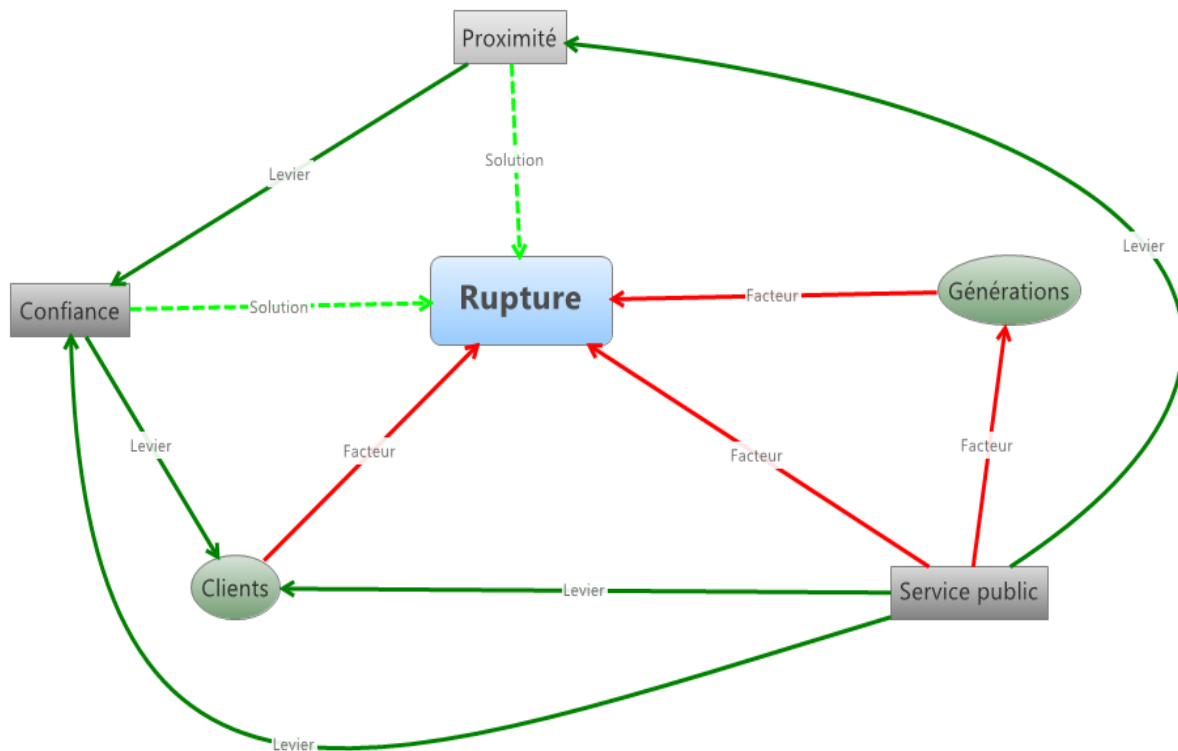 Proximité
Solution
Levier
Levier
Générations
Rupture
Facteur
Confiance
Solution
Levier
Facteur
Facteur
Facteur
Clients
Levier
Service public
Levier